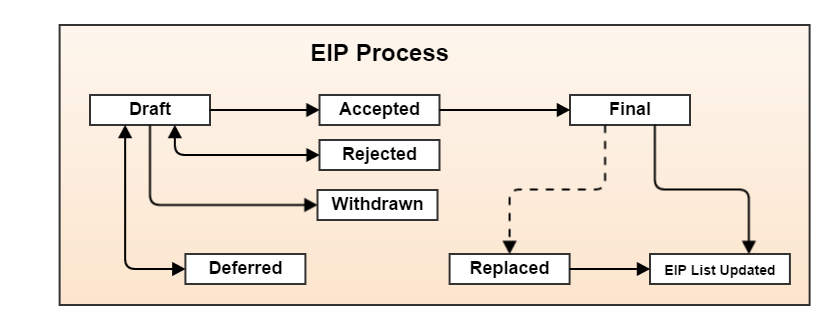 EIP Process
Draft
Accepted
Final
Rejected
Withdrawn
Deferred
Replaced
EIP List Updated